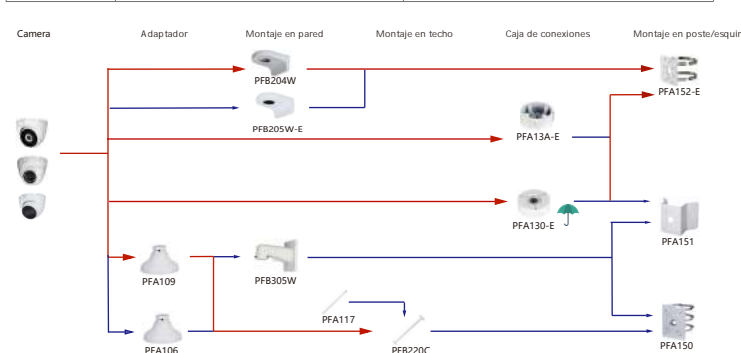 Camera Adaptador Montaje en pared Montaje en techo Caja de conexiones Montaje en poste/esquir
PFB204W
PFA152-E
PFB205W-E
PFA13A-E
PFA130-E
PFA151
PFA109
PFB305W
PFA117
PFA106
PFB220C
PFA150